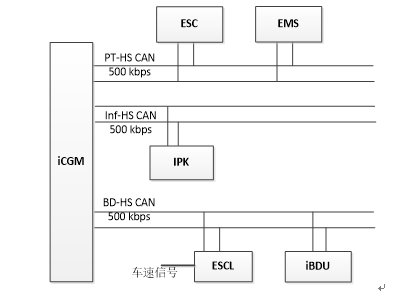 ESC
EMS
PT-HS CAN
500 kbps
Inf-HS CAN
500 kbps
IPK
iCGM
BD-HS CAN
500 kbps
车速信号
ESCL
iBDU